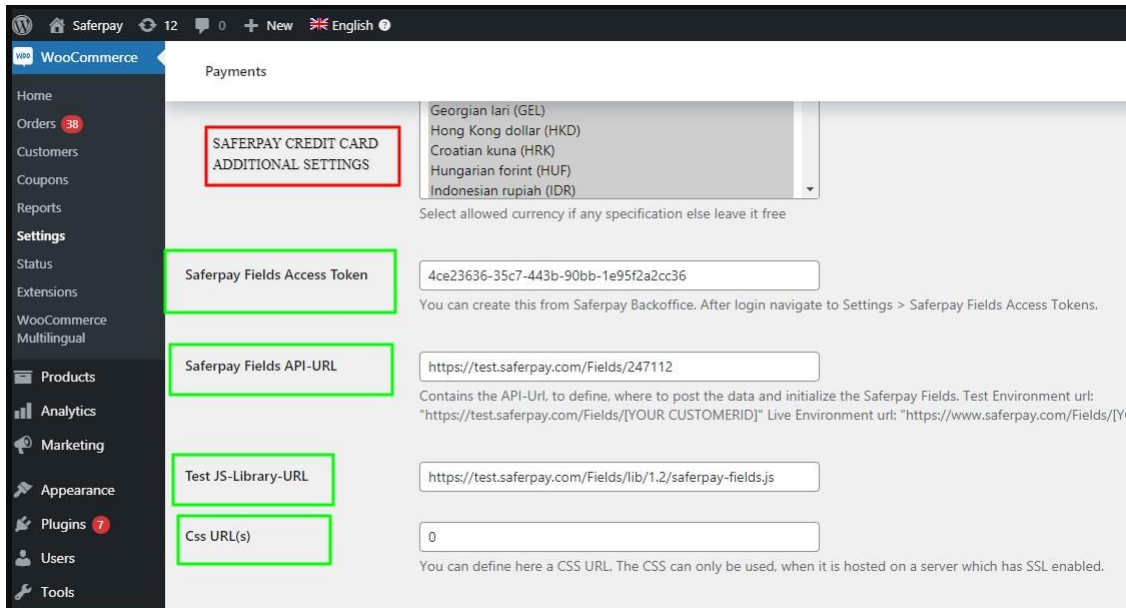 Saferpay 12 0 New English
WooCommerce
Payments
Home
Orders 38
Customers
Coupons
Reports
Settings
Status
Extensions
WooCommerce
Multilingual
Products
Analytics
Marketing
Appearance
Plugins 7
Users
Tools
SAFERPAY CREDIT CARD
ADDITIONAL SETTINGS
Georgian lari (GEL)
Hong Kong dollar (HKD)
Croatian kuna (HRK)
Hungarian forint (HUF)
Indonesian rupiah (IDR)
Select allowed currency if any specification else leave it free
Saferpay Fields Access Token
4ce23636-35c7-443b-90bb-1e95f2a2cc36
You can create this from Saferpay Backoffice. After login navigate to Settings > Saferpay Fields Access Tokens.
Saferpay Fields API-URL
https://test.saferpay.com/Fields/247112
Contains the API-Url, to define, where to post the data and initialize the Saferpay Fields. Test Environment url:
"https://test.saferpay.com/Fields/[YOUR CUSTOMERID]" Live Environment url: "https://www.saferpay.com/Fields/[Y
Test JS-Library-URL
https://test.saferpay.com/Fields/lib/1.2/saferpay-fields.js
Css URL(s)
0
You can define here a CSS URL. The CSS can only be used, when it is hosted on a server which has SSL enabled.